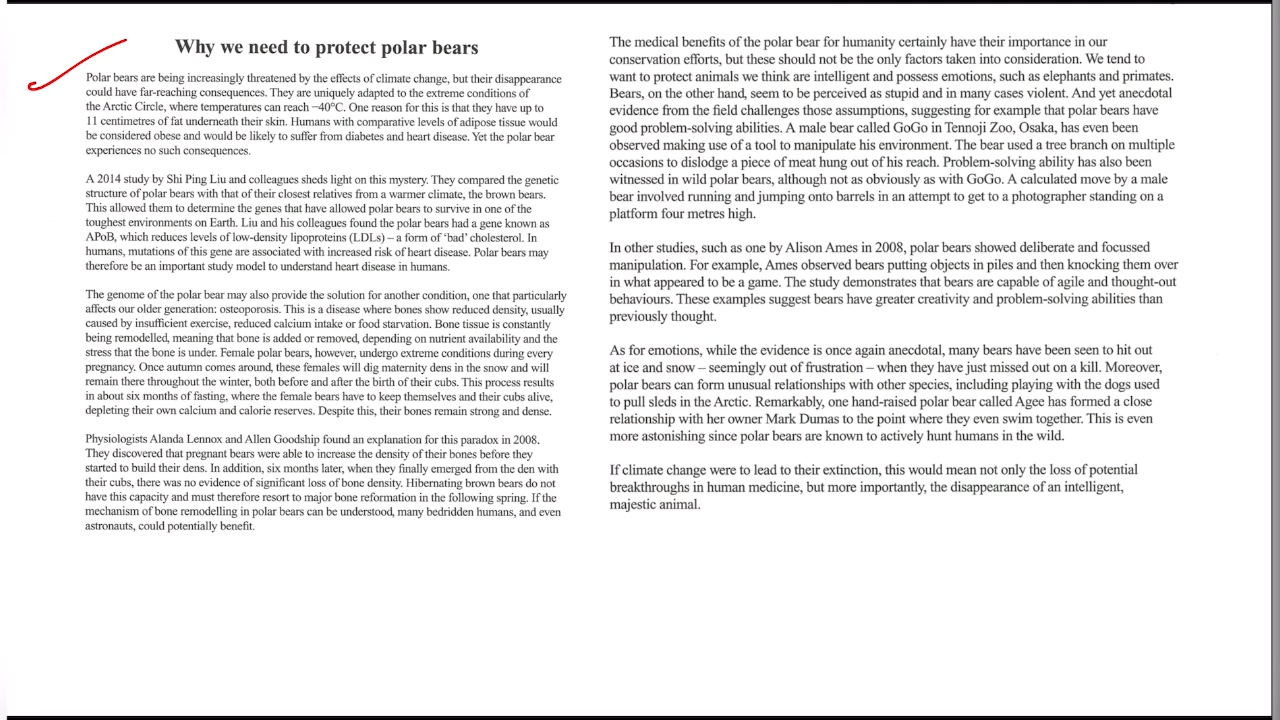 Why we need to protect polar bears
Polar bears are being increasingly threatened by the effects of climate change, but their disappearance
could have far-reaching consequences. They are uniquely adapted to the extreme conditions of
the Arctic Circle, where temperatures can reach −40°C. One reason for this is that they have up to
11 centimetres of fat underneath their skin. Humans with comparative levels of adipose tissue would
be considered obese and would be likely to suffer from diabetes and heart disease. Yet the polar bear
experiences no such consequences.
A 2014 study by Shi Ping Liu and colleagues sheds light on this mystery. They compared the genetic
structure of polar bears with that of their closest relatives from a warmer climate, the brown bears.
This allowed them to determine the genes that have allowed polar bears to survive in one of the
toughest environments on Earth. Liu and his colleagues found the polar bears had a gene known as
APoB, which reduces levels of low-density lipoproteins (LDLs) – a form of ‘bad’ cholesterol. In
humans, mutations of this gene are associated with increased risk of heart disease. Polar bears may
therefore be an important study model to understand heart disease in humans.
The genome of the polar bear may also provide the solution for another condition, one that particularly
affects our older generation: osteoporosis. This is a disease where bones show reduced density, usually
caused by insufficient exercise, reduced calcium intake or food starvation. Bone tissue is constantly
being remodelled, meaning that bone is added or removed, depending on nutrient availability and the
stress that the bone is under. Female polar bears, however, undergo extreme conditions during every
pregnancy. Once autumn comes around, these females will dig maternity dens in the snow and will
remain there throughout the winter, both before and after the birth of their cubs. This process results
in about six months of fasting, where the female bears have to keep themselves and their cubs alive,
depleting their own calcium and calorie reserves. Despite this, their bones remain strong and dense.
Physiologists Alanda Lennox and Allen Goodship found an explanation for this paradox in 2008.
They discovered that pregnant bears were able to increase the density of their bones before they
started to build their dens. In addition, six months later, when they finally emerged from the den with
their cubs, there was no evidence of significant loss of bone density. Hibernating brown bears do not
have this capacity and must therefore resort to major bone reformation in the following spring. If the
mechanism of bone remodelling in polar bears can be understood, many bedridden humans, and even
astronauts, could potentially benefit.
The medical benefits of the polar bear for humanity certainly have their importance in our
conservation efforts, but these should not be the only factors taken into consideration. We tend to
want to protect animals we think are intelligent and possess emotions, such as elephants and primates.
Bears, on the other hand, seem to be perceived as stupid and in many cases violent. And yet anecdotal
evidence from the field challenges those assumptions, suggesting for example that polar bears have
good problem-solving abilities. A male bear called GoGo in Tennoji Zoo, Osaka, has even been
observed making use of a tool to manipulate his environment. The bear used a tree branch on multiple
occasions to dislodge a piece of meat hung out of his reach. Problem-solving ability has also been
witnessed in wild polar bears, although not as obviously as with GoGo. A calculated move by a male
bear involved running and jumping onto barrels in an attempt to get to a photographer standing on a
platform four metres high.
In other studies, such as one by Alison Ames in 2008, polar bears showed deliberate and focussed
manipulation. For example, Ames observed bears putting objects in piles and then knocking them over
in what appeared to be a game. The study demonstrates that bears are capable of agile and thought-out
behaviours. These examples suggest bears have greater creativity and problem-solving abilities than
previously thought.
As for emotions, while the evidence is once again anecdotal, many bears have been seen to hit out
at ice and snow – seemingly out of frustration – when they have just missed out on a kill. Moreover,
polar bears can form unusual relationships with other species, including playing with the dogs used
to pull sleds in the Arctic. Remarkably, one hand-raised polar bear called Agee has formed a close
relationship with her owner Mark Dumas to the point where they even swim together. This is even
more astonishing since polar bears are known to actively hunt humans in the wild.
If climate change were to lead to their extinction, this would mean not only the loss of potential
breakthroughs in human medicine, but more importantly, the disappearance of an intelligent,
majestic animal.